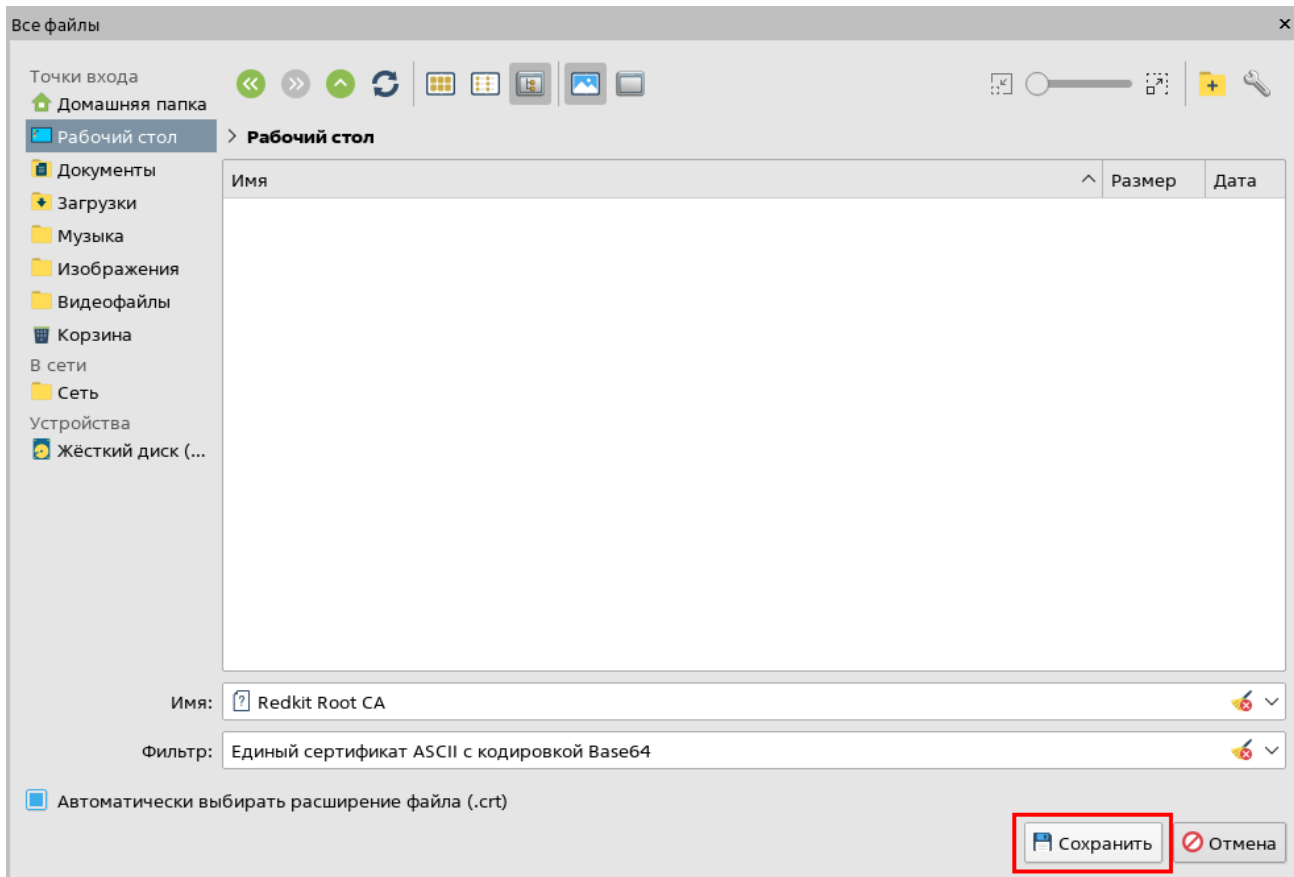 Все файлы
Точки входа
Домашняя папка
Рабочий стол
Документы
Загрузки
Музыка
Изображения
Видеофайлы
Корзина
В сети
Сеть
Устройства
Жёсткий диск (...
> Рабочий стол
Имя Размер Дата
Имя: Redkit Root CA
Фильтр: Единый сертификат ASCII с кодировкой Base64
Автоматически выбирать расширение файла (.crt)
Сохранить Отмена